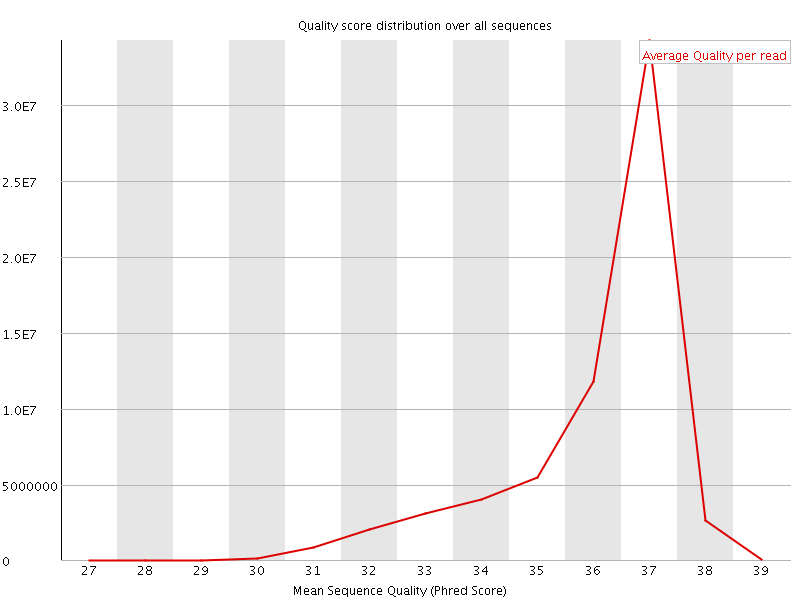 Quality score distribution over all sequences
Average Quality per read
3.0E7
2.5E7
2.0E7
1.5E7
1.0E7
5000000
0
27 28 29 30 31 32 33 34 35 36 37 38 39
Mean Sequence Quality (Phred Score)